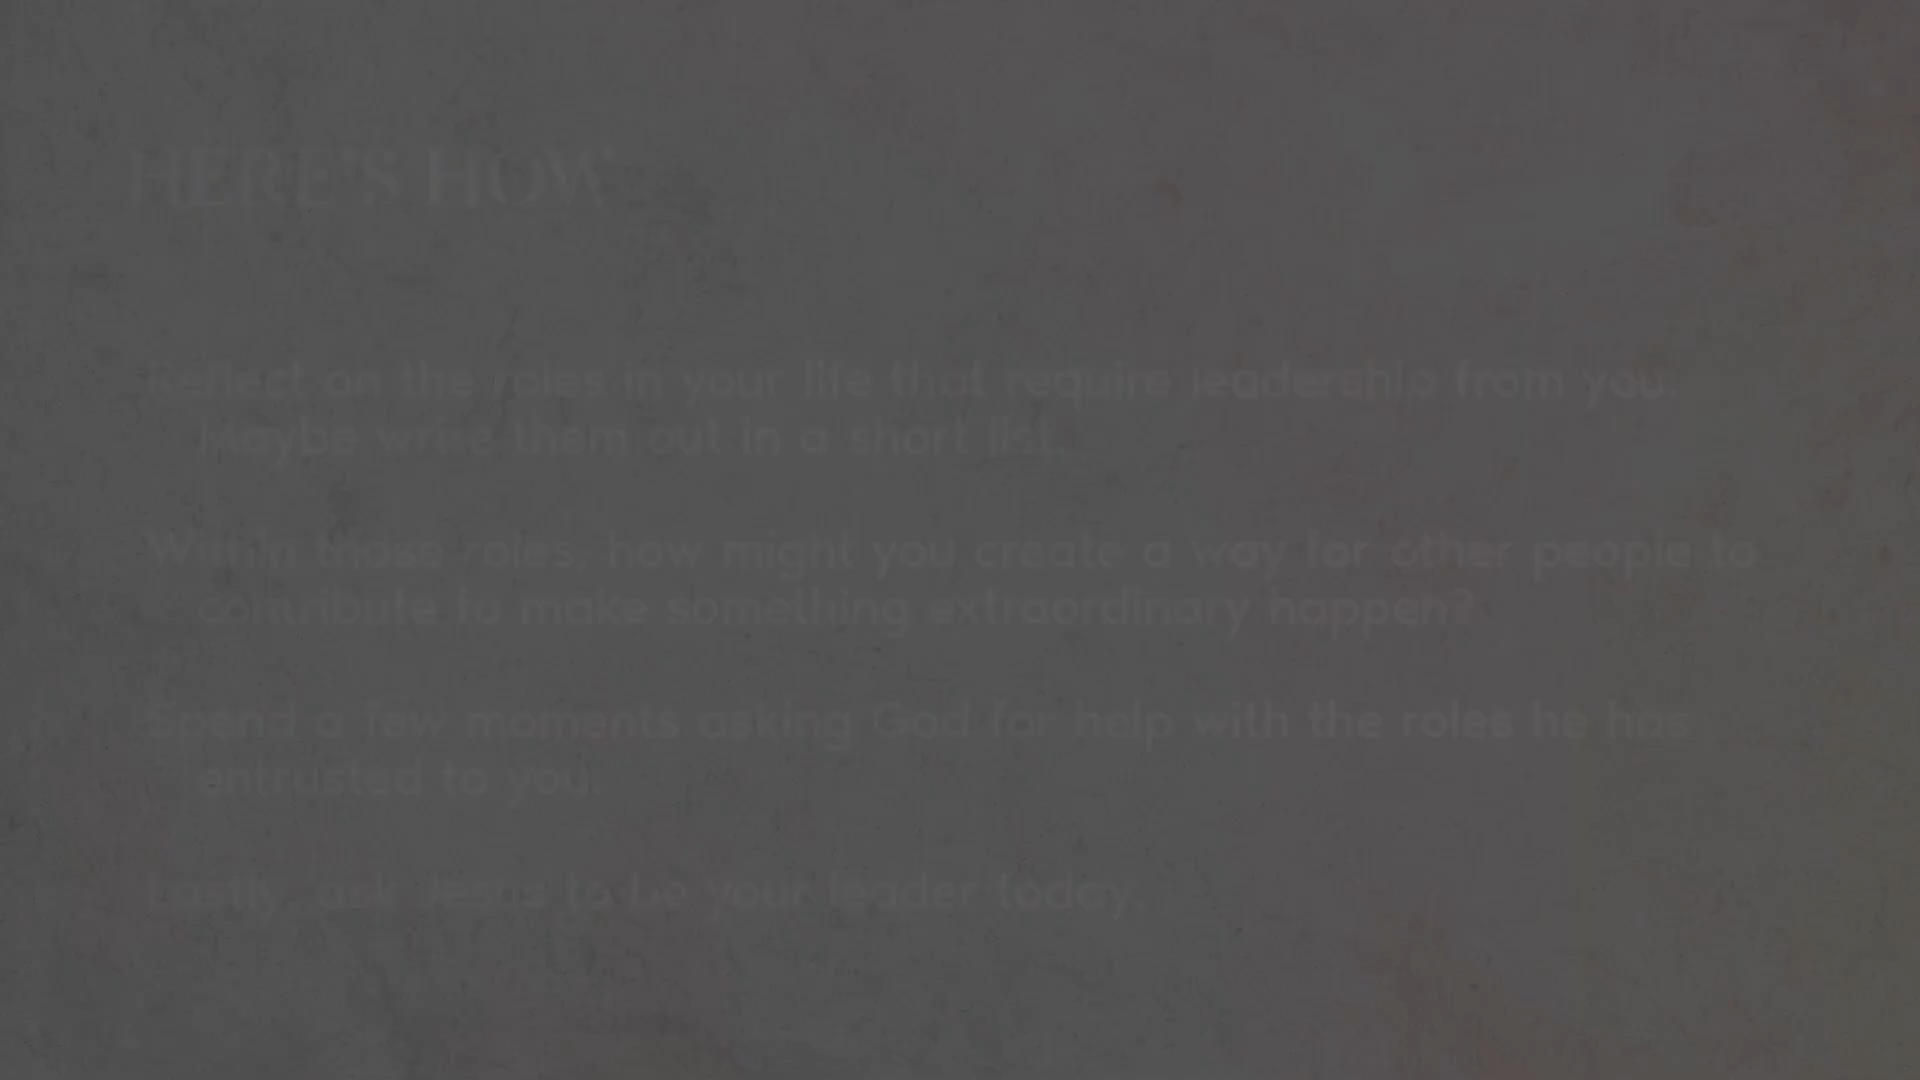 HERE'S HOW
Reflect on the roles in your life that require leadership from you.
Maybe write them out in a short list.
Within those roles, how might you create a way for other people to
contribute to make something extraordinary happen?
Spend a few moments asking God for help with the roles he has
entrusted to you.
Lastly, ask Jesus to be your leader today.